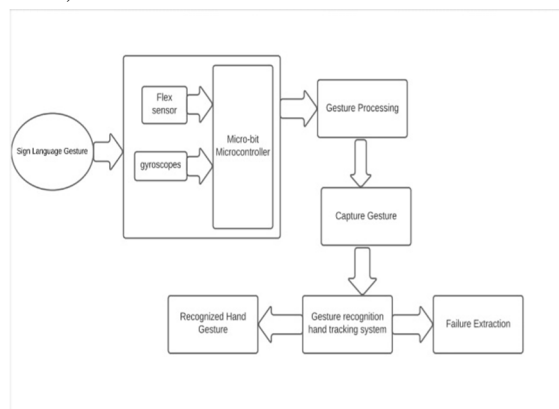 Sign Language Gesture
Flex
sensor
gyroscopes
Micro-bit
Microcontroller
Gesture Processing
Capture Gesture
Gesture recognition
hand tracking system
Recognized Hand
Gesture
Failure Extraction